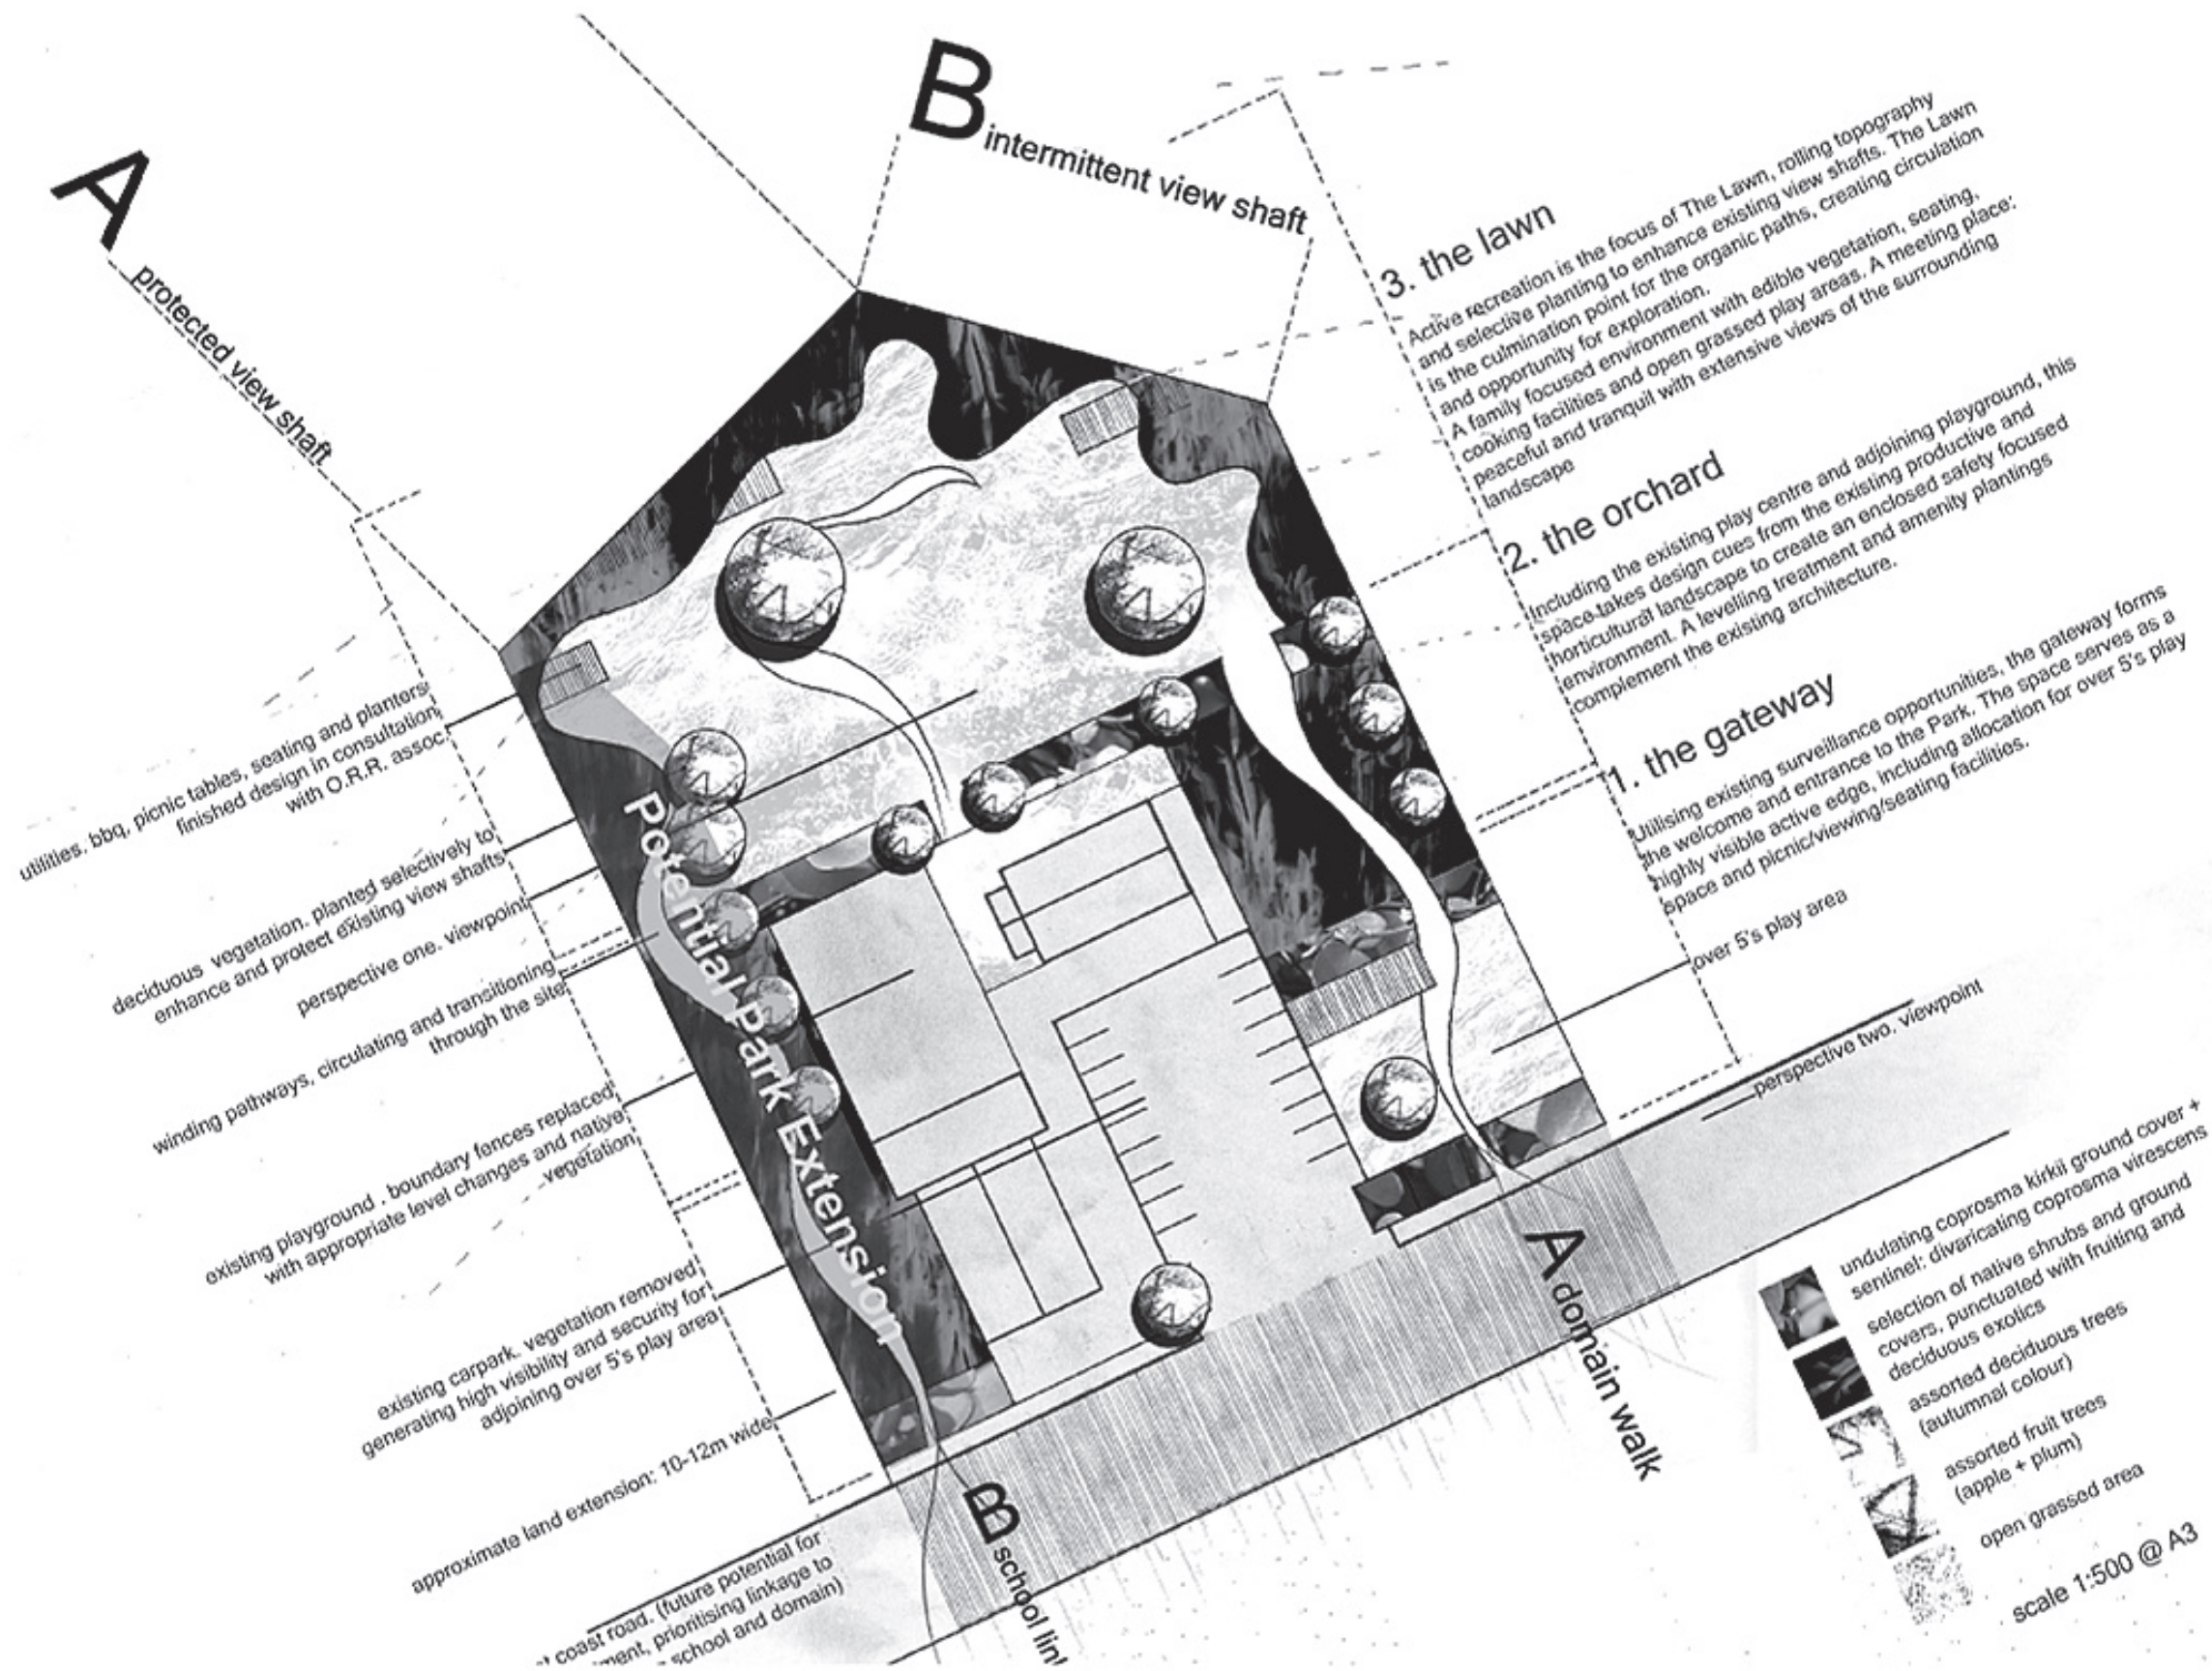 A
protected view shaft
B
intermittent view shaft
3. the lawn
Active recreation is the focus of The Lawn, rolling topography
and selective planting to enhance existing view shafts. The Lawn
is the culmination point for the organic paths, creating circulation
and opportunity for exploration.
A family focused environment with edible vegetation, seating,
cooking facilities and open grassed play areas. A meeting place:
peaceful and tranquil with extensive views of the surrounding
landscape
2. the orchard
Including the existing play centre and adjoining playground, this
space takes design cues from the existing productive and
horticultural landscape to create an enclosed safety focused
environment. A levelling treatment and amenity plantings
complement the existing architecture.
1. the gateway
Utilising existing surveillance opportunities, the gateway forms
the welcome and entrance to the Park. The space serves as a
highly visible active edge, including allocation for over 5's play
space and picnic/viewing/seating facilities.
over 5's play area
perspective two. viewpoint
utilities. bbq, picnic tables, seating and planters
finished design in consultation
with O.R.R. assoc.
deciduous vegetation. planted selectively to
enhance and protect existing view shafts
perspective one. viewpoint
winding pathways, circulating and transitioning
through the site
existing playground . boundary fences replaced
with appropriate level changes and native
vegetation
existing carpark. vegetation removed
generating high visibility and security for
adjoining over 5's play area
approximate land extension: 10-12m wide
coast road. (future potential for
prioritising linkage to
school and domain)
Potential Park Extension
A domain walk
B school
undulating coprosma kirkii ground cover +
sentinel: divaricating coprosma virescens
selection of native shrubs and ground
covers, punctuated with fruiting and
deciduous exotics
assorted deciduous trees
(autumnal colour)
assorted fruit trees
(apple + plum)
open grassed area
scale 1:500 @ A3